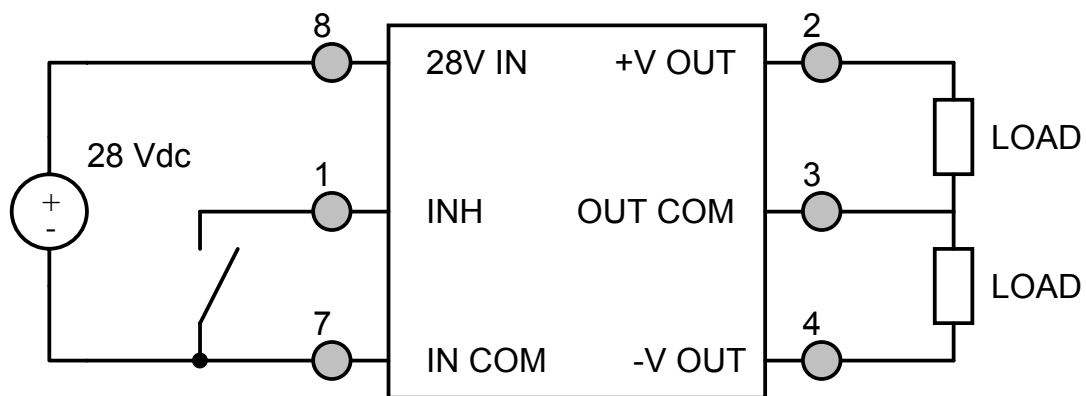 8
2
28V IN
+V OUT
28 Vdc
LOAD
1
3
+
-
INH
OUT COM
LOAD
7
4
IN COM
-V OUT